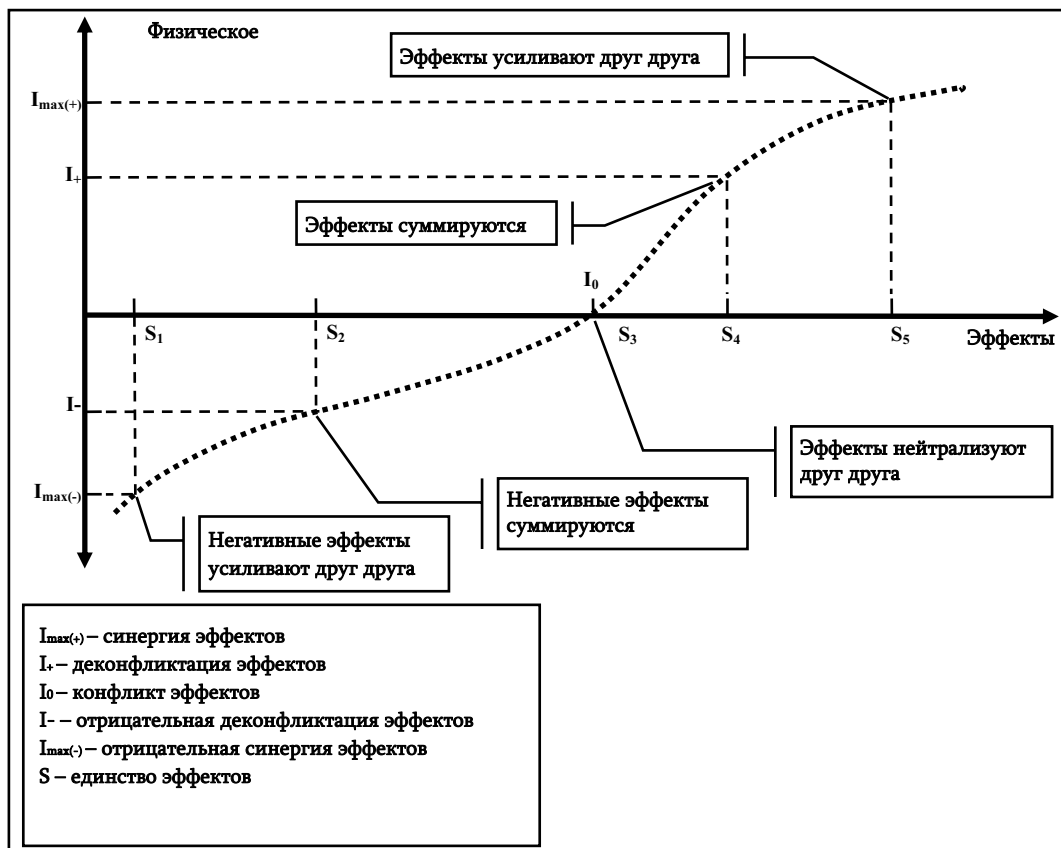 Физическое
Эффекты усиливают друг друга
I max(+)
I+
Эффекты суммируются
I0
S1
S2
S3
S4
S5
Эффекты
I-
Эффекты нейтрализуют
друг друга
I max(-)
Негативные эффекты
суммируются
Негативные эффекты
усиливают друг друга
Imax(+) – синергия эффектов
I+ – деконфликтация эффектов
I0 – конфликт эффектов
I- – отрицательная деконфликтация эффектов
Imax(-) – отрицательная синергия эффектов
S – единство эффектов